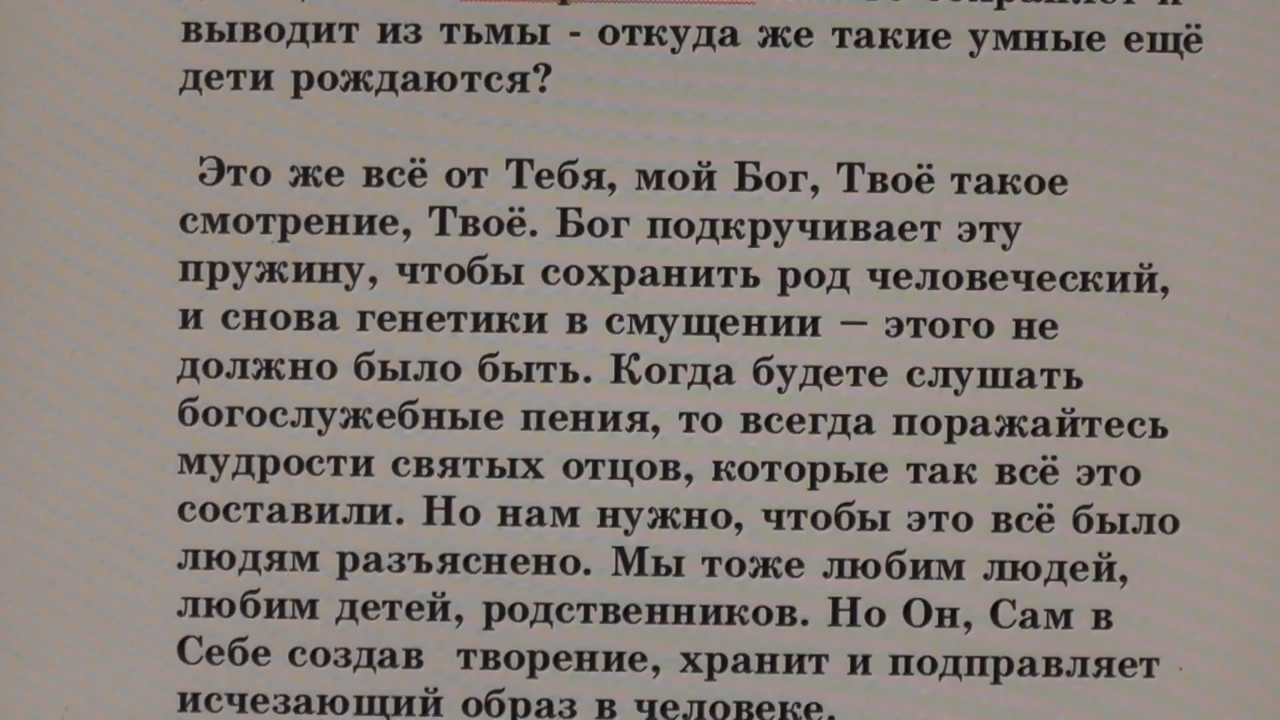 выводит из тьмы - откуда же такие умные ещё
дети рождаются?
Это же всё от Тебя, мой Бог, Твоё такое
смотрение, Твоё. Бог подкручивает эту
пружину, чтобы сохранить род человеческий,
и снова генетики в смущении – этого не
должно было быть. Когда будете слушать
богослужебные пения, то всегда поражайтесь
мудрости святых отцов, которые так всё это
составили. Но нам нужно, чтобы это всё было
людям разъяснено. Мы тоже любим людей,
любим детей, родственников. Но Он, Сам в
Себе создав  творение, хранит и подправляет
исчезающий образ в человеке.